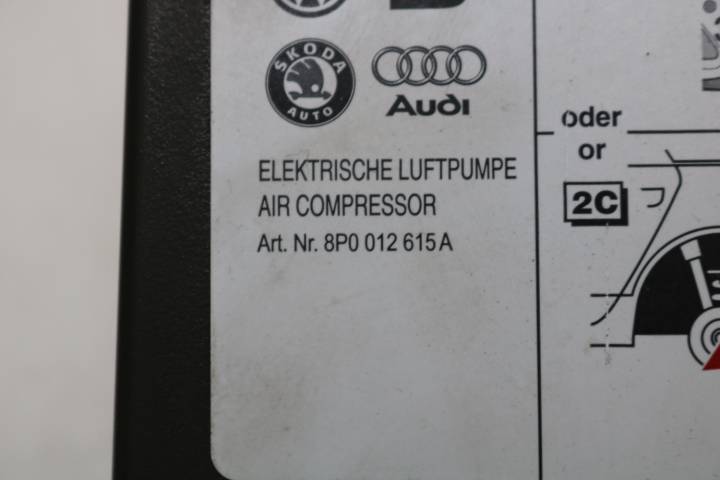 ŠKODA
AUTO
Audi
ELEKTRISCHE LUFTPUMPE
AIR COMPRESSOR
Art. Nr. 8P0 012 615 A
oder
or
2C